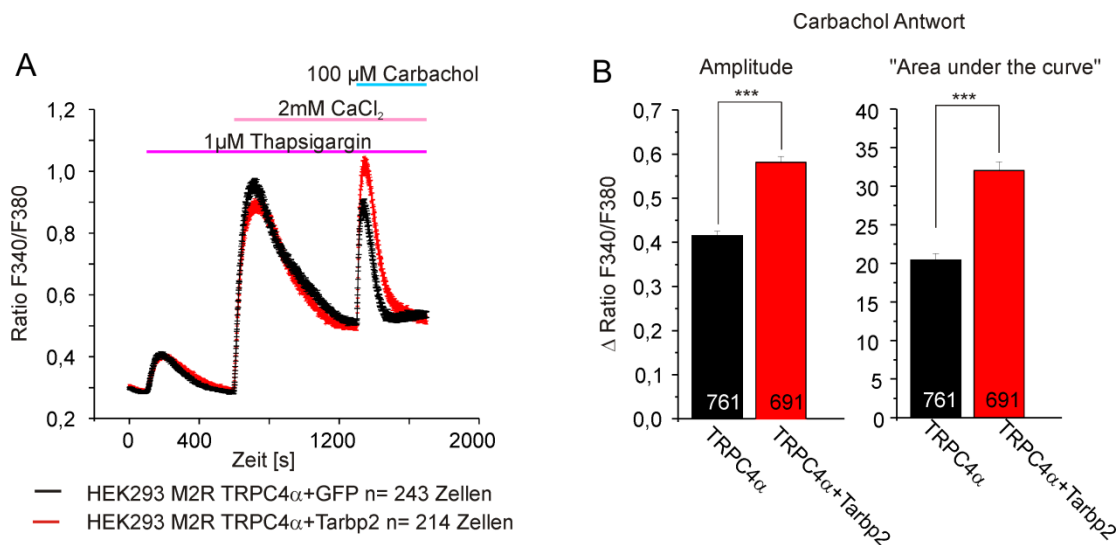 Carbachol Antwort
A
100 µM Carbachol
2mM CaCl₂
1µM Thapsigargin
1,2
1,0
0,8
0,6
0,4
0,2
Ratio F340/F380
0
400
1200
2000
Zeit [s]
HEK293 M2R TRPC4α+GFP n= 243 Zellen
HEK293 M2R TRPC4α+Tarbp2 n= 214 Zellen
B
Amplitude
"Area under the curve"
***
0,7
0,6
0,5
0,4
0,3
0,2
0,1
0,0
Δ Ratio F340/F380
761
691
TRPC4α
TRPC4α+Tarbp2
***
40
35
30
25
20
15
10
5
0
761
691
TRPC4α
TRPC4α+Tarbp2